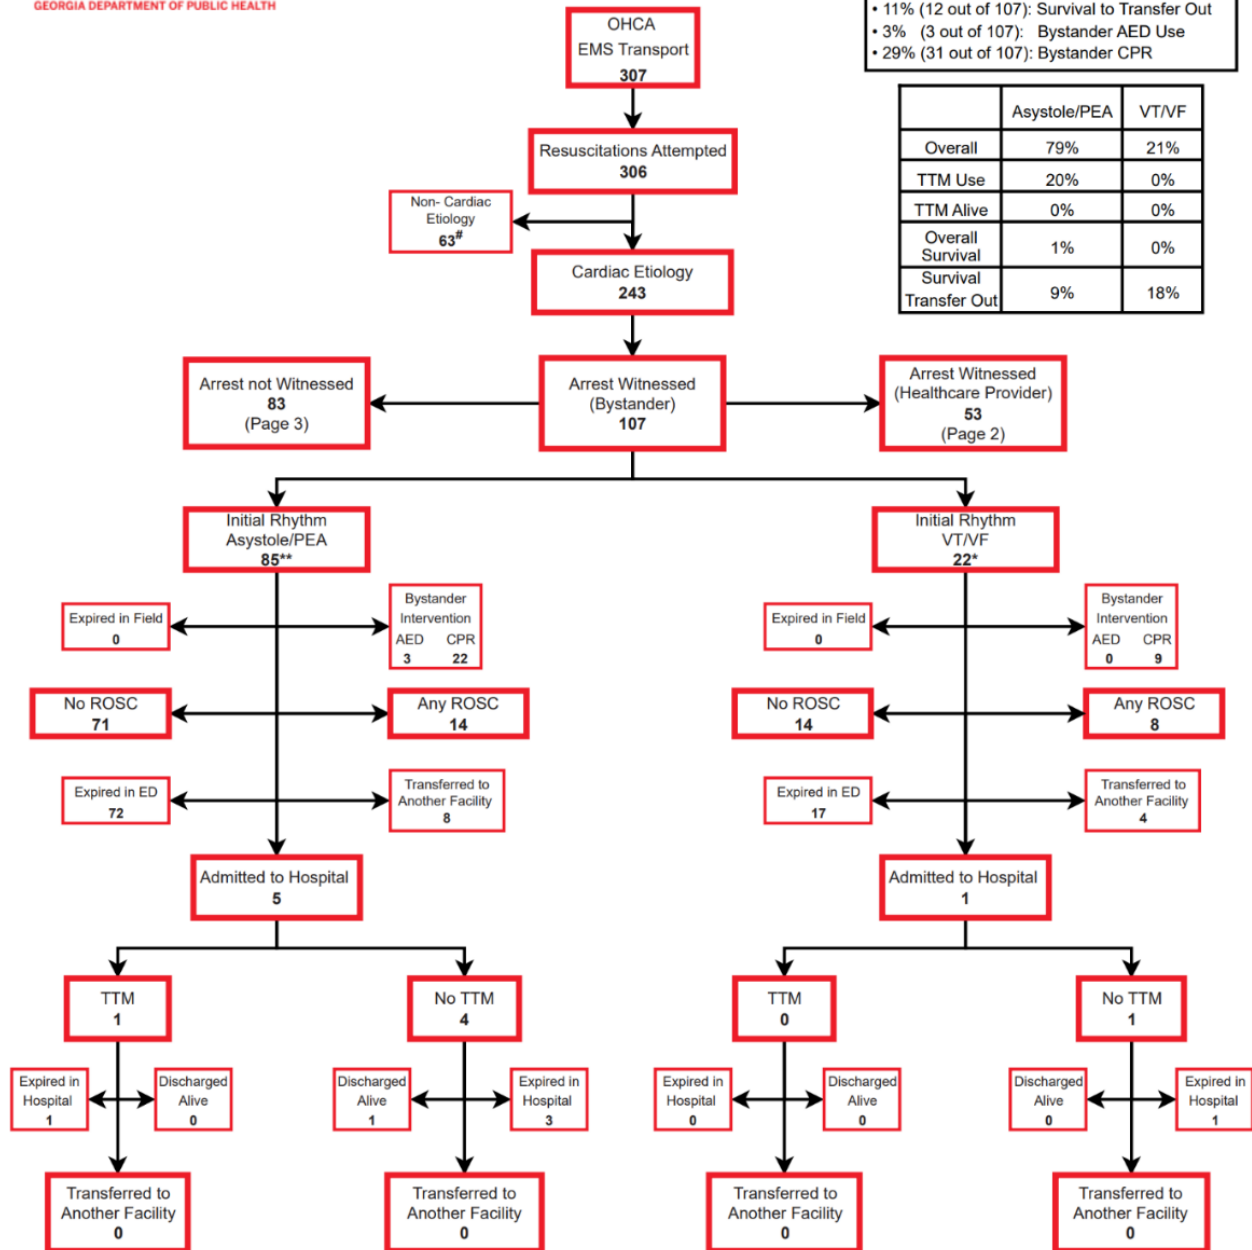 GEORGIA DEPARTMENT OF PUBLIC HEALTH
• 11% (12 out of 107): Survival to Transfer Out
• 3% (3 out of 107): Bystander AED Use
• 29% (31 out of 107): Bystander CPR
Asystole/PEA VT/VF
Overall 79% 21%
TTM Use 20% 0%
TTM Alive 0% 0%
Overall
Survival 1% 0%
Survival
Transfer Out 9% 18%
OHCA
EMS Transport
307
Resuscitations Attempted
306
Non- Cardiac
Etiology
63#
Cardiac Etiology
243
Arrest not Witnessed
83
(Page 3)
Arrest Witnessed
(Bystander)
107
Arrest Witnessed
(Healthcare Provider)
53
(Page 2)
Initial Rhythm
Asystole/PEA
85**
Expired in Field
0
Bystander
Intervention
AED CPR
3 22
No ROSC
71
Any ROSC
14
Expired in ED
72
Transferred to
Another Facility
8
Admitted to Hospital
5
TTM
1
No TTM
4
Expired in
Hospital
1
Discharged
Alive
0
Discharged
Alive
1
Expired in
Hospital
3
Transferred to
Another Facility
0
Transferred to
Another Facility
0
Initial Rhythm
VT/VF
22*
Expired in Field
0
Bystander
Intervention
AED CPR
0 9
No ROSC
14
Any ROSC
8
Expired in ED
17
Transferred to
Another Facility
4
Admitted to Hospital
1
TTM
0
No TTM
1
Expired in
Hospital
0
Discharged
Alive
0
Discharged
Alive
0
Expired in
Hospital
1
Transferred to
Another Facility
0
Transferred to
Another Facility
0